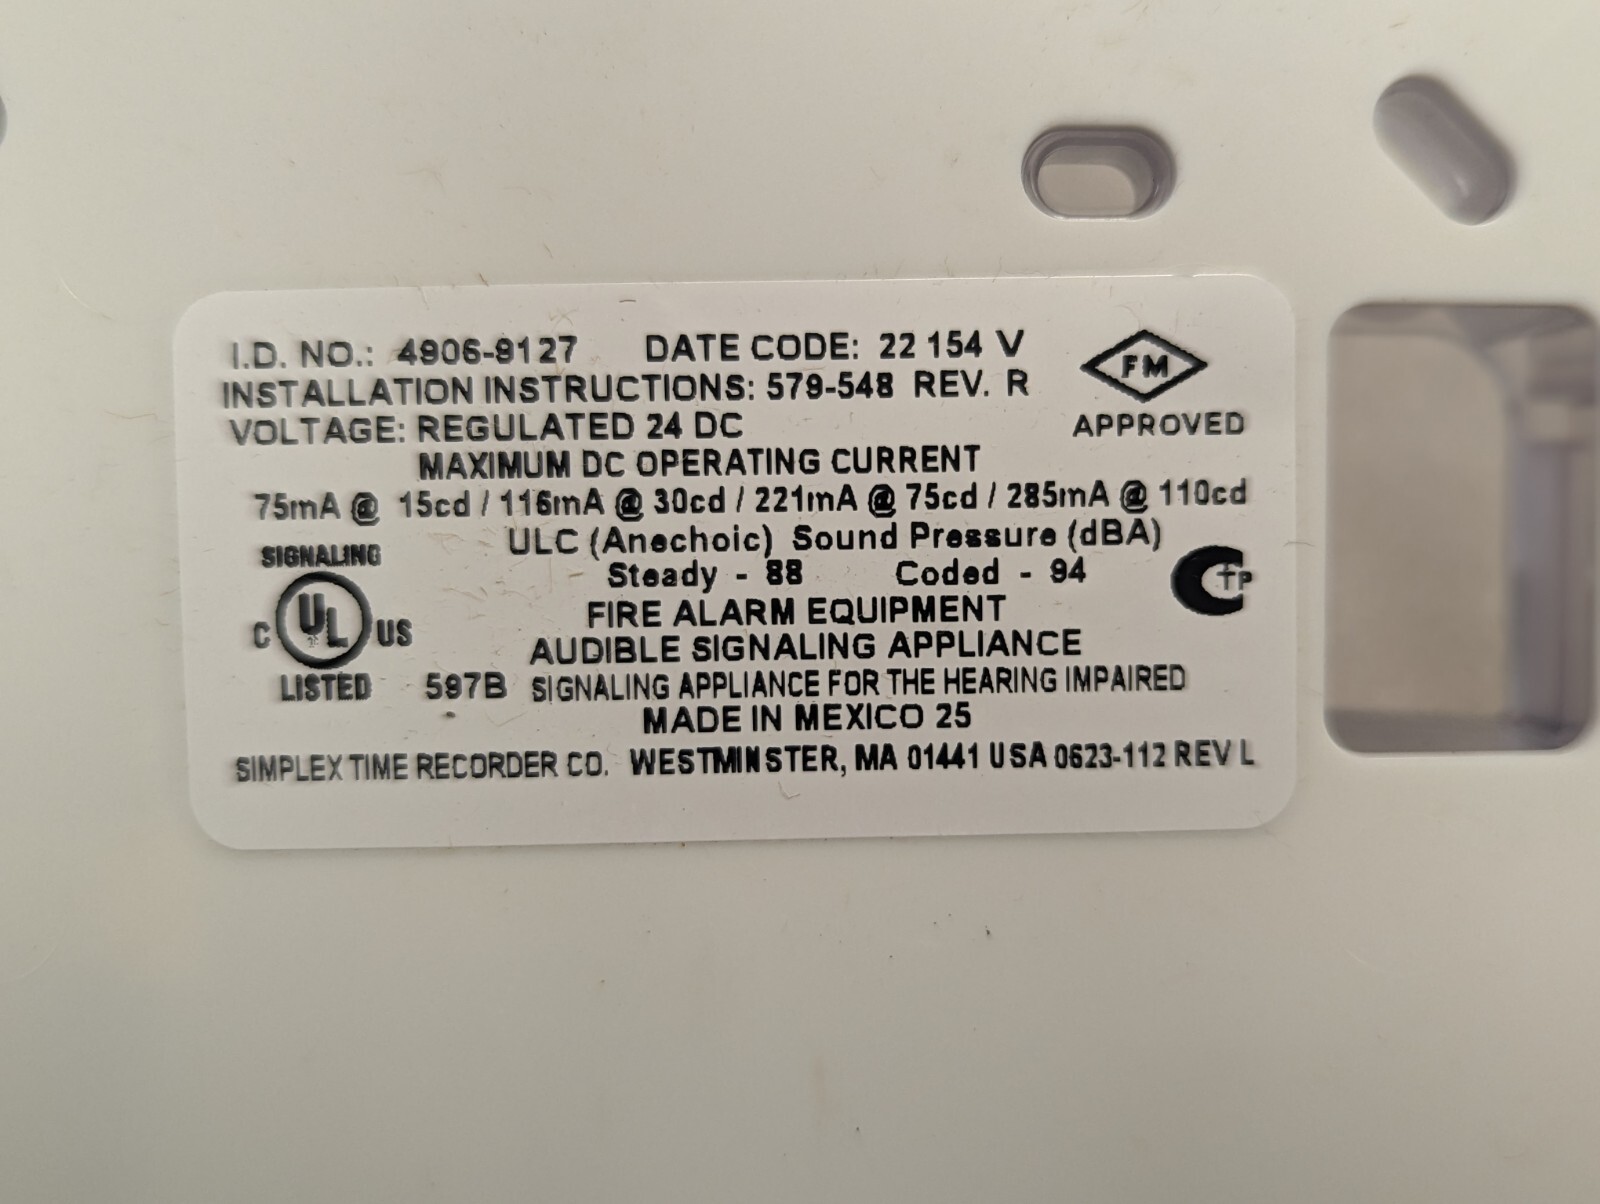 I.D. NO.: 4906-9127 DATE CODE: 22 154 V
FM
INSTALLATION INSTRUCTIONS: 579-548 REV. R
VOLTAGE: REGULATED 24 DC
APPROVED
MAXIMUM DC OPERATING CURRENT
75mA @ 15cd / 116mA @ 30cd / 221mA @ 75cd / 285mA @ 110cd
ULC (Anechoic) Sound Pressure (dBA)
SIGNALING
Steady - 88 Coded - 94
C UL US
FIRE ALARM EQUIPMENT
AUDIBLE SIGNALING APPLIANCE
LISTED 597B SIGNALING APPLIANCE FOR THE HEARING IMPAIRED
MADE IN MEXICO 25
SIMPLEX TIME RECORDER CO. WESTMINSTER, MA 01441 USA 0623-112 REV L